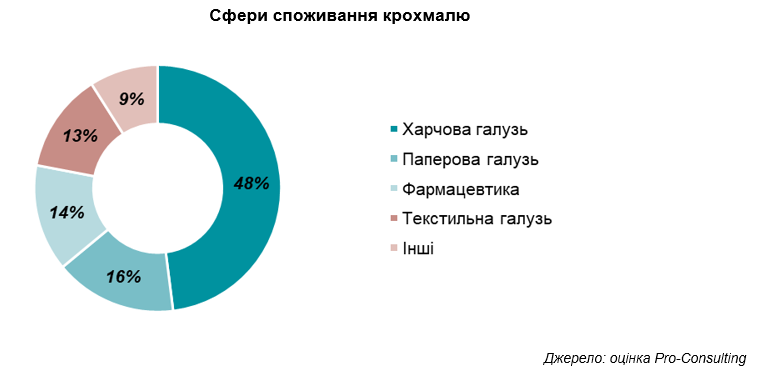 Сфери споживання крохмалю
9%
13%
48%
14%
16%
Харчова галузь
Паперова галузь
Фармацевтика
Текстильна галузь
Інші
Джерело: оцінка Pro-Consulting